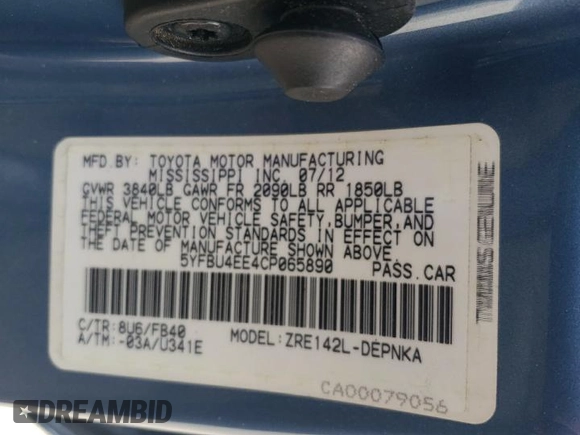 MFD.BY: TOYOTA MOTOR MANUFACTURING
MISSISSIPPI INC. 07/12
GVWR 3840LB GAWR FR 2090LB RR 1850LB
THIS VEHICLE CONFORMS TO ALL APPLICABLE
FEDERAL MOTOR VEHICLE SAFETY,BUMPER,AND
THEFT PREVENTION STANDARDS IN EFFECT ON
THE DATE OF MANUFACTURE SHOWN ABOVE.
5YFBU4EE4CP065890 PASS.CAR
C/TR:8U6/FB40 MODEL:ZRE142L-DEPNKA
A/TM:-03A/U341E
CA00079056
DREAMBID